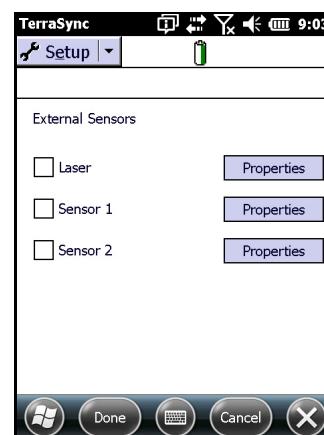 TerraSync 9:03
Setup
External Sensors
Laser Properties
Sensor 1 Properties
Sensor 2 Properties
Done Cancel